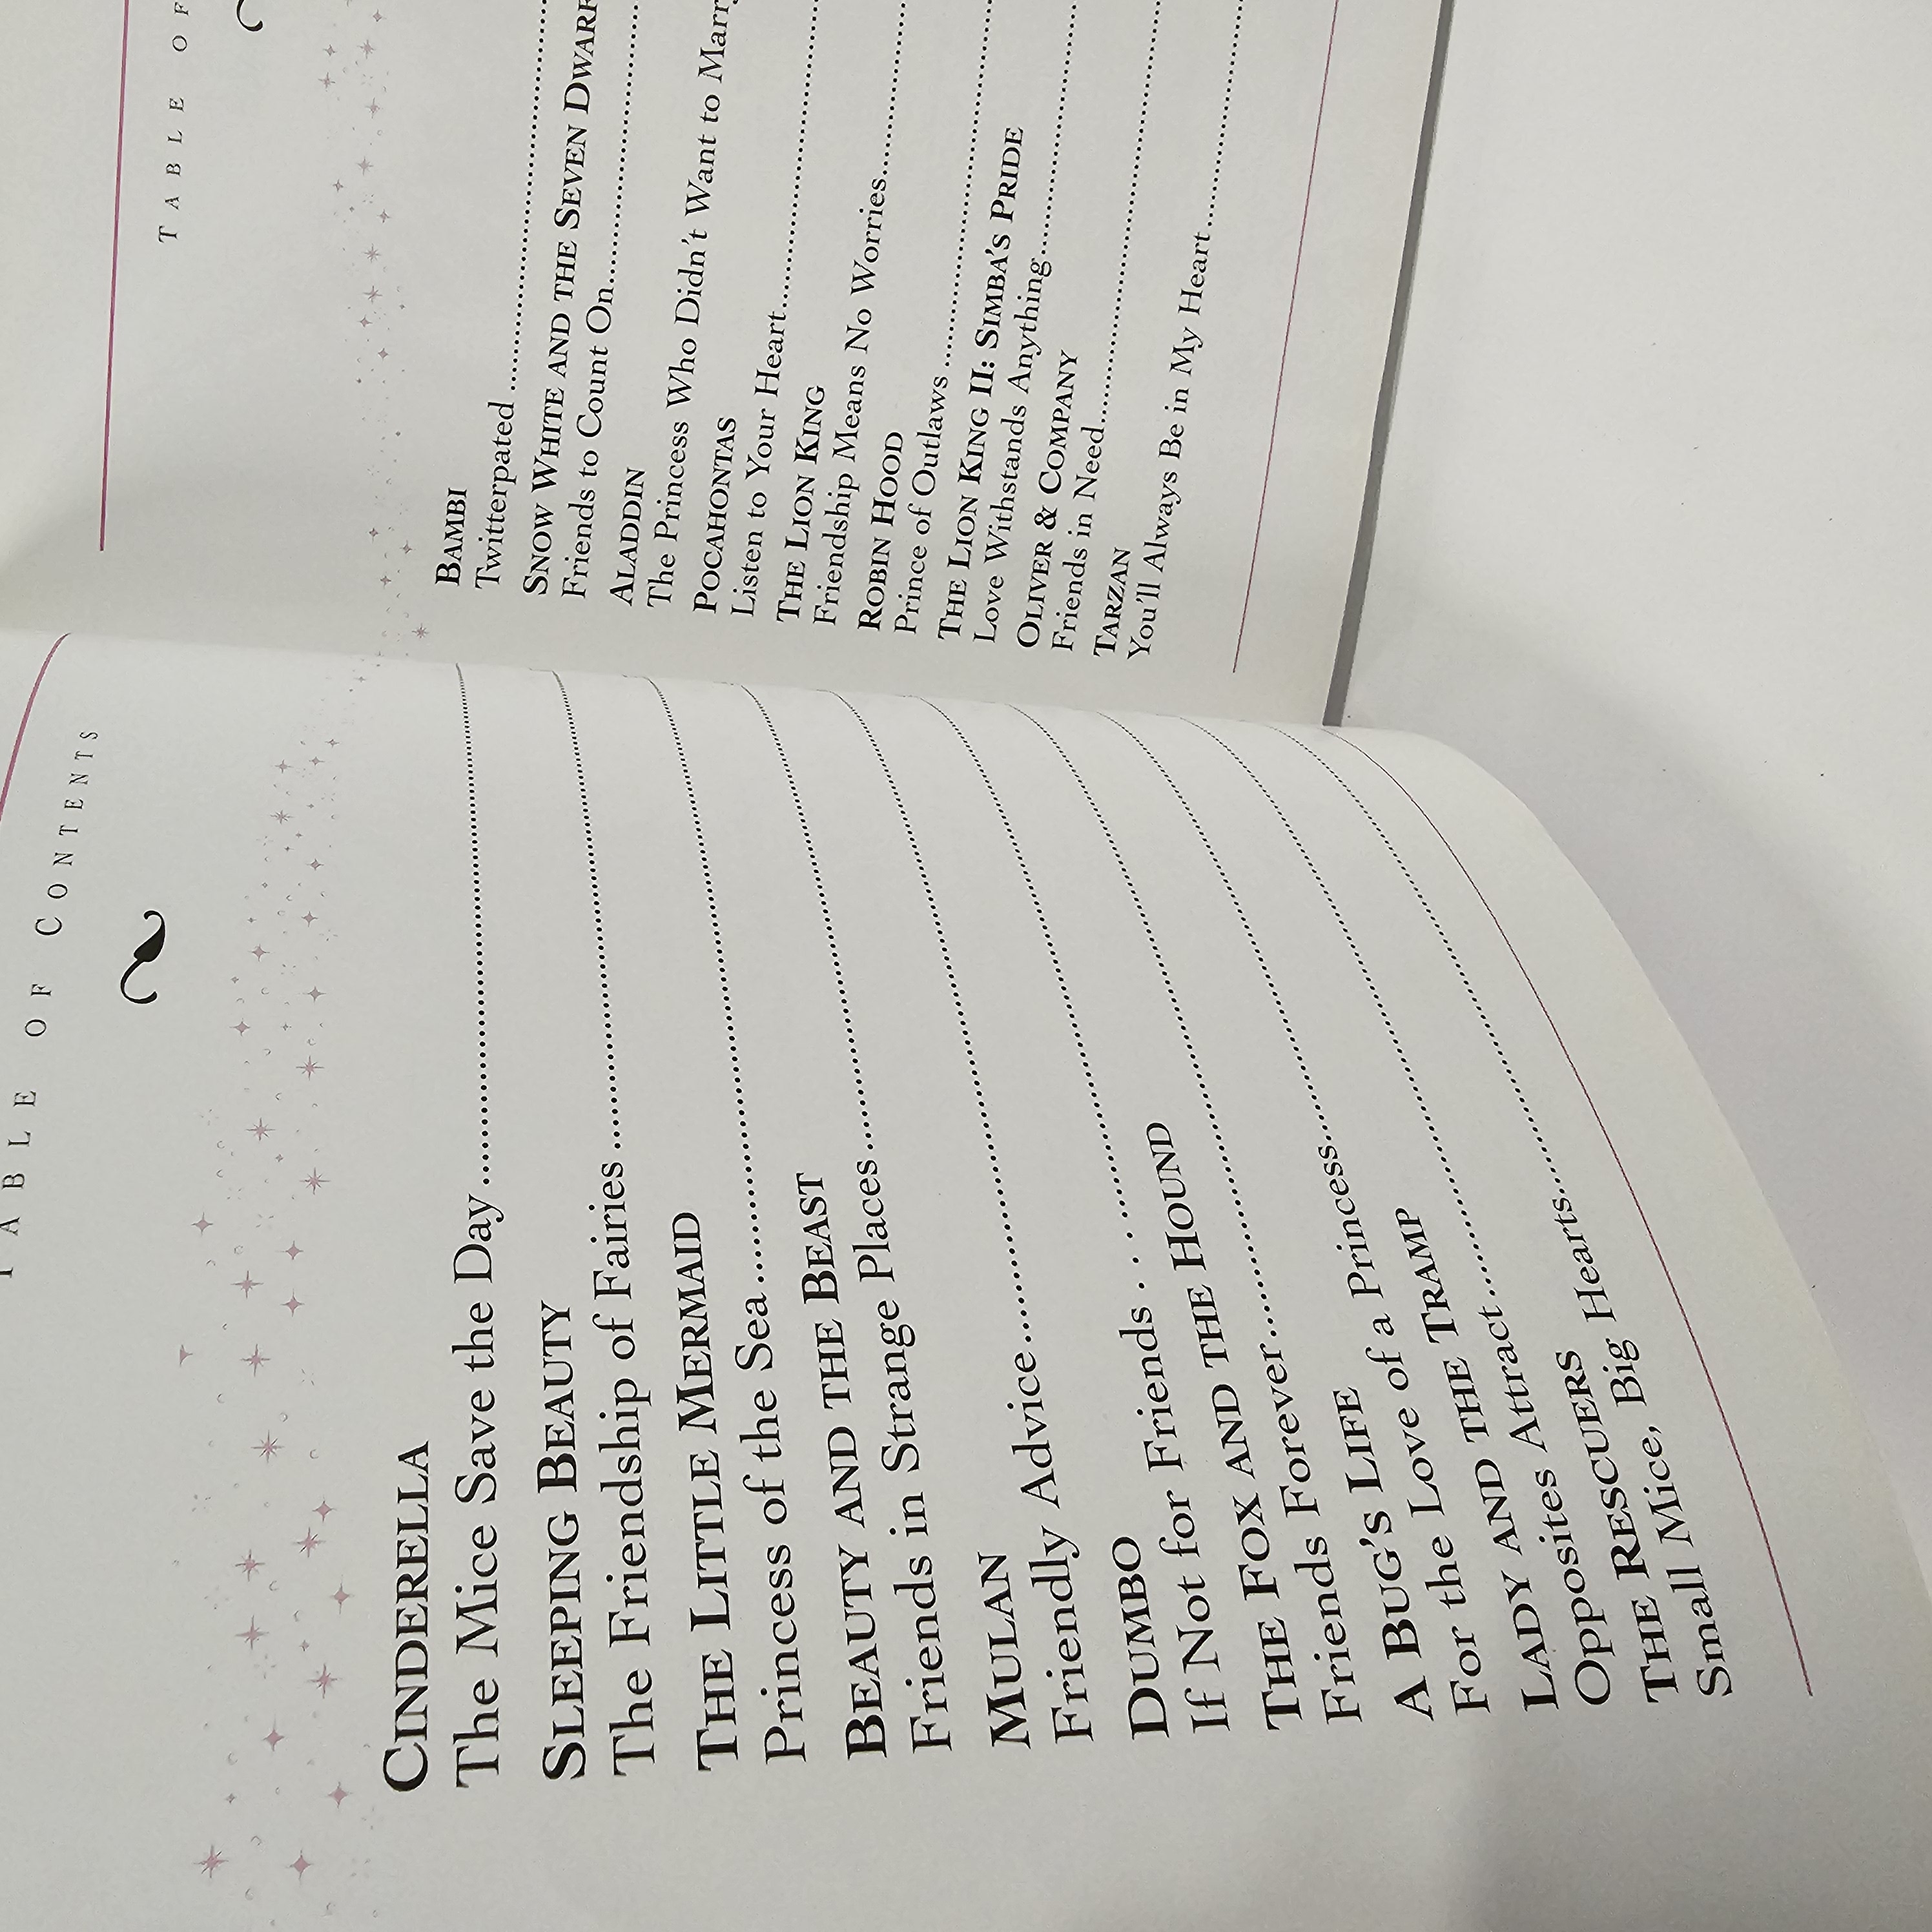 TABLE OF CONTENTS
CINDERELLA
The Mice Save the Day
SLEEPING BEAUTY
The Friendship of Fairies
THE LITTLE MERMAID
Princess of the Sea
BEAUTY AND THE BEAST
Friends in Strange Places
MULAN
Friendly Advice
DUMBO
If Not for Friends
THE FOX AND THE HOUND
Friends Forever
A BUG'S LIFE
For the Love of a Princess
LADY AND THE TRAMP
Opposites Attract
THE RESCUERS
Small Mice, Big Hearts
TABLE OF
BAMBI
Twitterpated
SNOW WHITE AND THE SEVEN DWARF
Friends to Count On
ALADDIN
The Princess Who Didn't Want to Marry
POCAHONTAS
Listen to Your Heart
THE LION KING
Friendship Means No Worries
ROBIN HOOD
Prince of Outlaws
THE LION KING II: SIMBA'S PRIDE
Love Withstands Anything
OLIVER & COMPANY
Friends in Need
TARZAN
You'll Always Be in My Heart